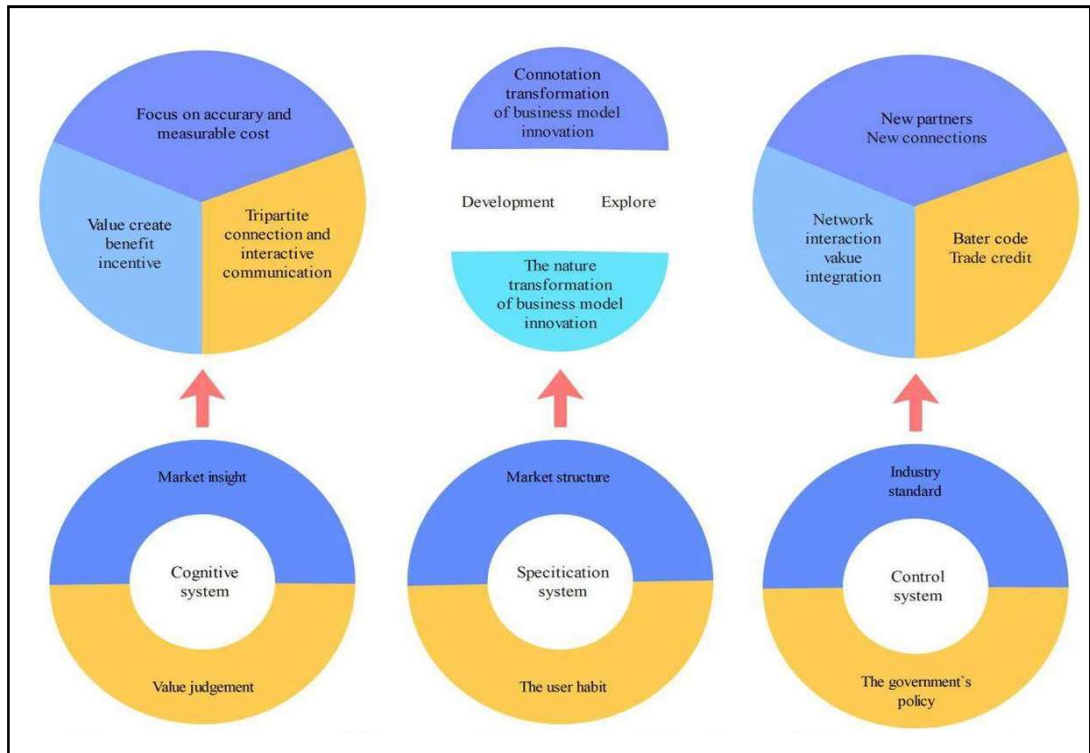 Focus on accurary and
measurable cost
Value create
benefit
incentive
Tripartite
connection and
interactive
communication
Connotation
transformation
of business model
innovation
Development
Explore
The nature
transformation
of business model
innovation
New partners
New connections
Network
interaction
vakue
integration
Bater code
Trade credit
Market insight
Cognitive
system
Value judgement
Market structure
Specitication
system
The user habit
Industry
standard
Control
system
The government`s
policy